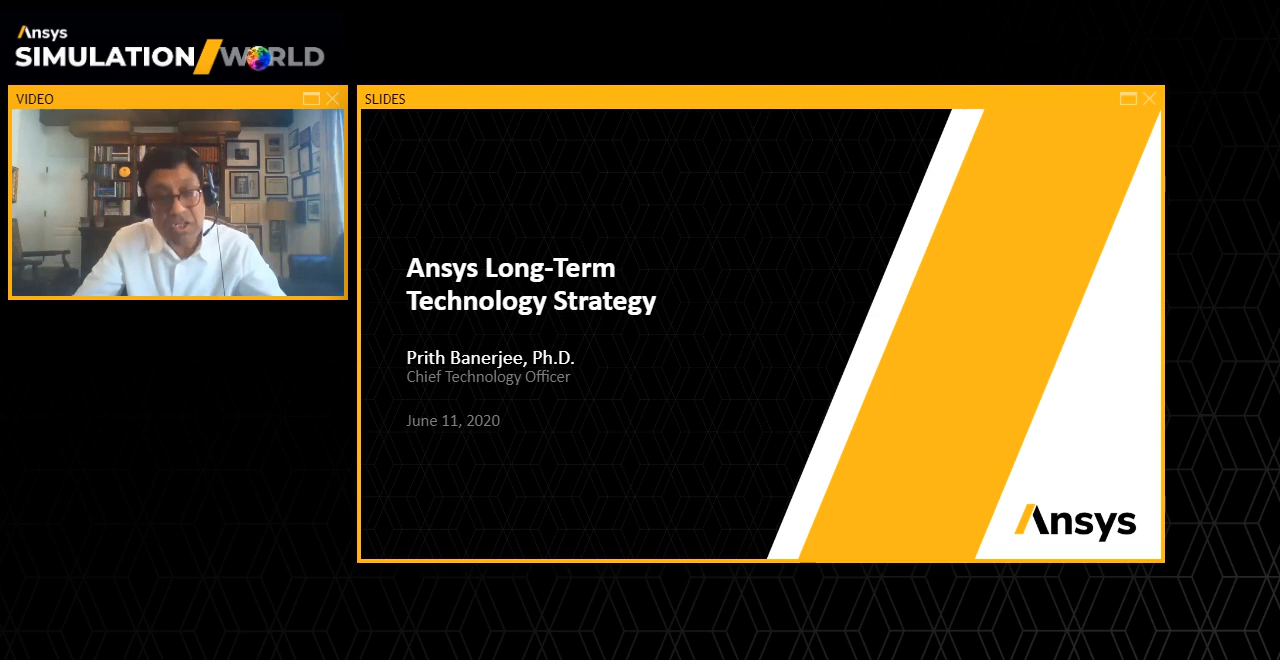 Ansys
SIMULATION WORLD
VIDEO
SLIDES
Ansys Long-Term
Technology Strategy
Prith Banerjee, Ph.D.
Chief Technology Officer
June 11, 2020
Ansys